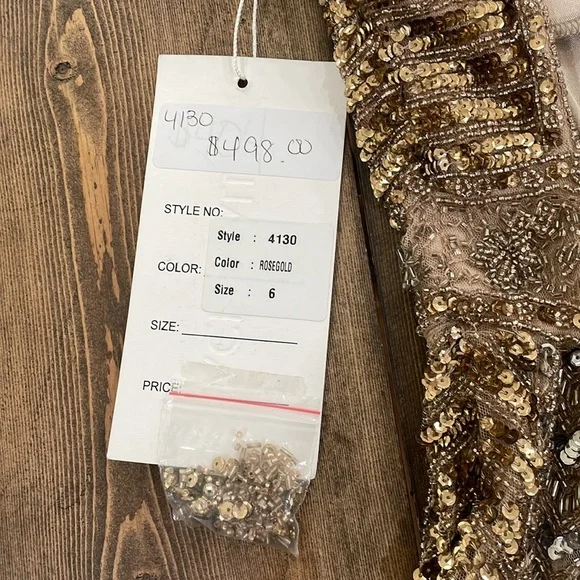 4130
$498.00
STYLE NO:
Style : 4130
COLOR:
Color : ROSEGOLD
Size : 6
SIZE:
PRICE